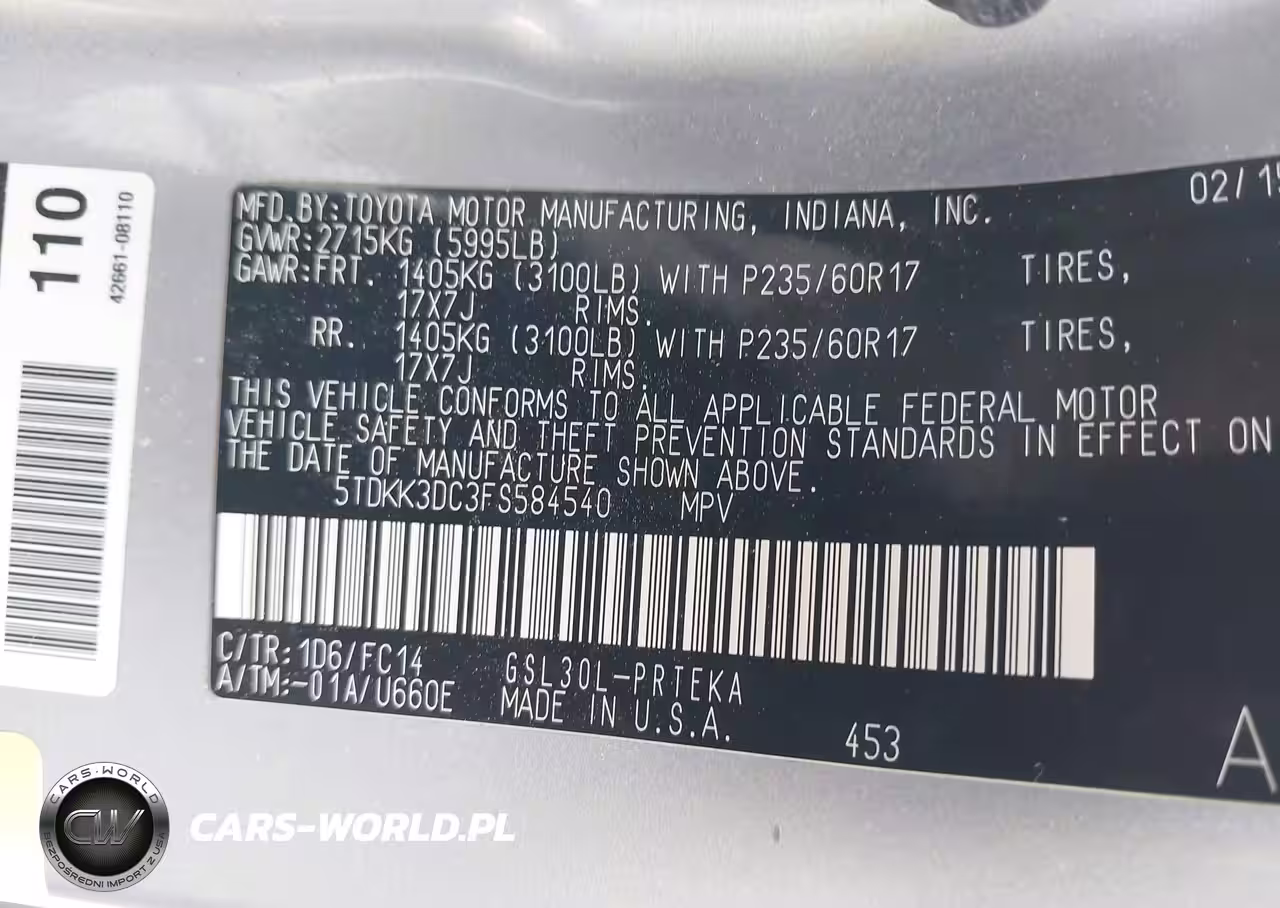 110
42661-08110
02/15
MFD.BY:TOYOTA MOTOR MANUFACTURING, INDIANA, INC.
GVWR:2715KG (5995LB)
GAWR:FRT. 1405KG (3100LB) WITH P235/60R17 TIRES,
17X7J RIMS.
RR. 1405KG (3100LB) WITH P235/60R17 TIRES,
17X7J RIMS.
THIS VEHICLE CONFORMS TO ALL APPLICABLE FEDERAL MOTOR
VEHICLE SAFETY AND THEFT PREVENTION STANDARDS IN EFFECT ON
THE DATE OF MANUFACTURE SHOWN ABOVE.
5TDKK3DC3FS584540 MPV
C/TR:1D6/FC14 GSL30L-PRTEKA
A/TM:-01A/U660E MADE IN U.S.A.
453
A
CARS-WORLD
CW
BEZPOŚREDNI IMPORT Z USA
CARS-WORLD.PL